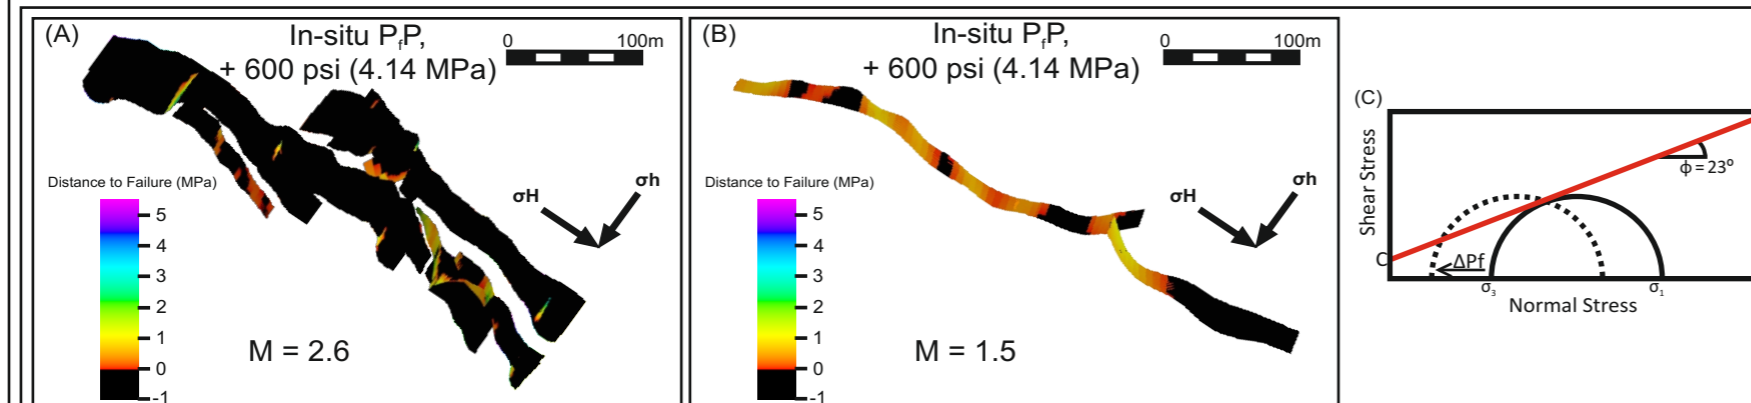 (A)
In-situ PfP,
+ 600 psi (4.14 MPa)
0 100m
Distance to Failure (MPa)
5
4
3
2
1
0
-1
σH
σh
M = 2.6
(B)
In-situ PfP,
+ 600 psi (4.14 MPa)
0 100m
Distance to Failure (MPa)
5
4
3
2
1
0
-1
σH
σh
M = 1.5
(C)
Shear Stress
ϕ = 23º
C
ΔPf
σ₃ σ₁
Normal Stress